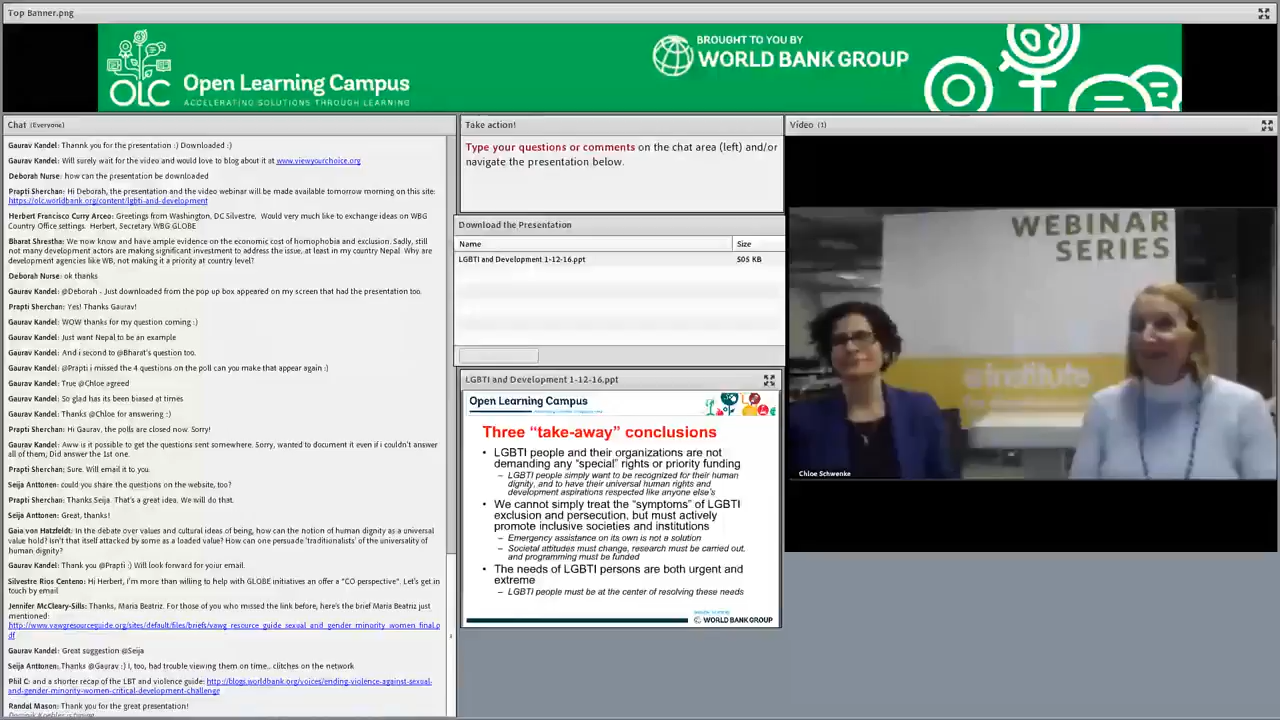 Top Banner.png
OLC
Open Learning Campus
ACCELERATING SOLUTIONS THROUGH LEARNING
BROUGHT TO YOU BY
WORLD BANK GROUP
Chat (Everyone)
Gaurav Kandel: Thannk you for the presentation :) Downloaded :)
Gaurav Kandel: Will surely wait for the video and would love to blog about it at www.viewyourchoice.org
Deborah Nurse: how can the presentation be downloaded
Prapti Sherchan: Hi Deborah, the presentation and the video webinar will be made available tomorrow morning on this site:
https://olc.worldbank.org/content/lgbti-and-development
Herbert Francisco Curry Arceo: Greetings from Washington, DC Silvestre. Would very much like to exchange ideas on WBG
Country Office settings. Herbert, Secretary WBG GLOBE
Bharat Shrestha: We now know and have ample evidence on the economic cost of homophobia and exclusion. Sadly, still
not many development actors are making significant investment to address the issue, at least in my country Nepal Why are
development agencies like WB, not making it a priority at country level?
Deborah Nurse: ok thanks
Gaurav Kandel: @Deborah - Just downloaded from the pop up box appeared on my screen that had the presentation too.
Prapti Sherchan: Yes! Thanks Gaurav!
Gaurav Kandel: WOW thanks for my question coming :)
Gaurav Kandel: Just want Nepal to be an example
Gaurav Kandel: And i second to @Bharat's question too.
Gaurav Kandel: @Prapti i missed the 4 questions on the poll can you make that appear again :)
Gaurav Kandel: True @Chloe agreed
Gaurav Kandel: So glad has its been biased at times
Gaurav Kandel: Thanks @Chloe for answering :)
Prapti Sherchan: Hi Gaurav, the polls are closed now. Sorry!
Gaurav Kandel: Aww is it possible to get the questions sent somewhere. Sorry, wanted to document it even if i couldn't answer
all of them, Did answer the 1st one.
Prapti Sherchan: Sure. Will email it to you.
Seija Anttonen: could you share the questions on the website, too?
Prapti Sherchan: Thanks Seija That's a great idea. We will do that.
Seija Anttonen: Great, thanks!
Gaia von Hatzfeldt: In the debate over values and cultural ideas of being, how can the notion of human dignity as a universal
value hold? Isn't that itself attacked by some as a loaded value? How can one persuade 'traditionalists' of the universality of
human dignity?
Gaurav Kandel: Thank you @Prapti :) Will look forward for yoiur email.
Silvestre Rios Centeno: Hi Herbert, I'm more than willing to help with GLOBE initiatives an offer a "CO perspective". Let's get in
touch by email
Jennifer McCleary-Sills: Thanks, Maria Beatriz. For those of you who missed the link before, here's the brief Maria Beatriz just
mentioned:
http://www.vawgresourceguide.org/sites/default/files/briefs/vawg_resource_guide_sexual_and_gender_minority_women_final.p
df
Gaurav Kandel: Great suggestion @Seija
Seija Anttonen: Thanks @Gaurav :) I, too, had trouble viewing them on time.. clitches on the network
Phil C: and a shorter recap of the LBT and violence guide: http://blogs.worldbank.org/voices/ending-violence-against-sexual-
and-gender-minority-women-critical-development-challenge
Randal Mason: Thank you for the great presentation!
Dominik Koehler is typing
Take action!
Type your questions or comments on the chat area (left) and/or
navigate the presentation below.
Download the Presentation
Name Size
LGBTI and Development 1-12-16.ppt 505 KB
LGBTI and Development 1-12-16.ppt
Open Learning Campus
Three "take-away" conclusions
• LGBTI people and their organizations are not
demanding any "special" rights or priority funding
– LGBTI people simply want to be recognized for their human
dignity, and to have their universal human rights and
development aspirations respected like anyone else's
• We cannot simply treat the "symptoms" of LGBTI
exclusion and persecution, but must actively
promote inclusive societies and institutions
– Emergency assistance on its own is not a solution
– Societal attitudes must change, research must be carried out,
and programming must be funded
• The needs of LGBTI persons are both urgent and
extreme
– LGBTI people must be at the center of resolving these needs
WORLD BANK GROUP
Video (1)
WEBINAR
SERIES
institute
Chloe Schwenke